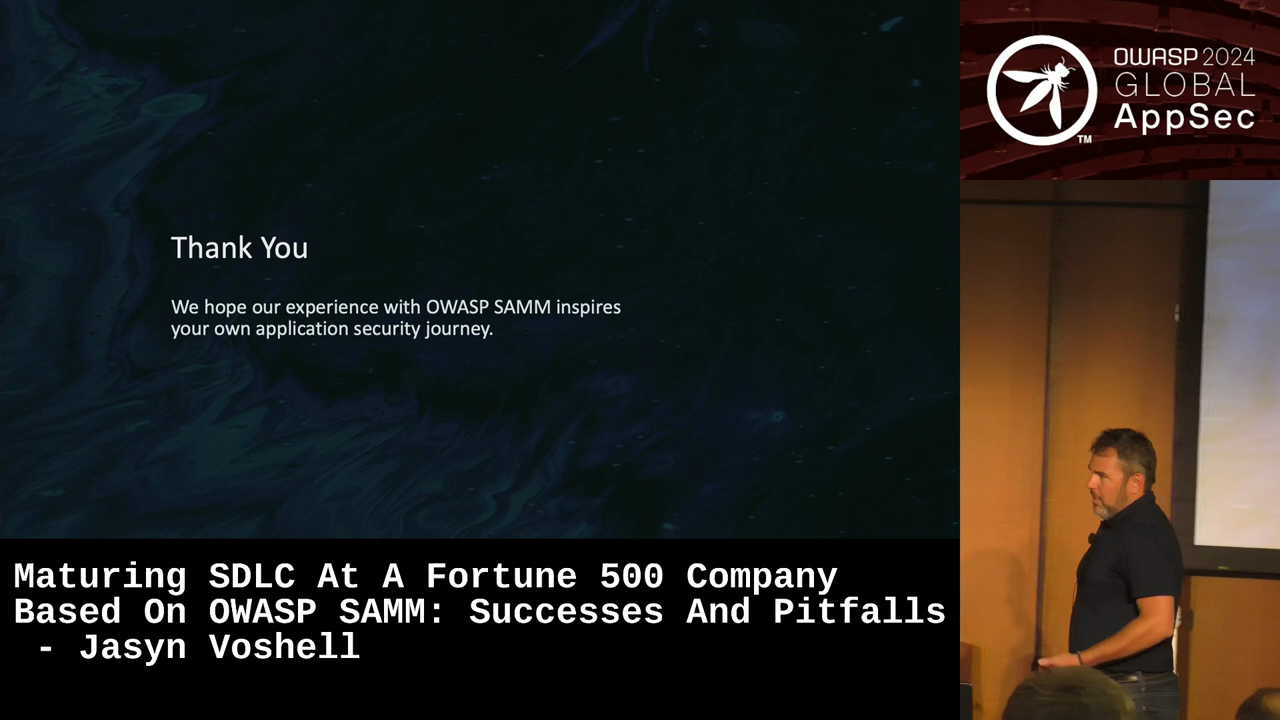 Thank You
We hope our experience with OWASP SAMM inspires
your own application security journey.
OWASP 2024
GLOBAL
AppSec
TM
Maturing SDLC At A Fortune 500 Company
Based On OWASP SAMM: Successes And Pitfalls
- Jasyn Voshell